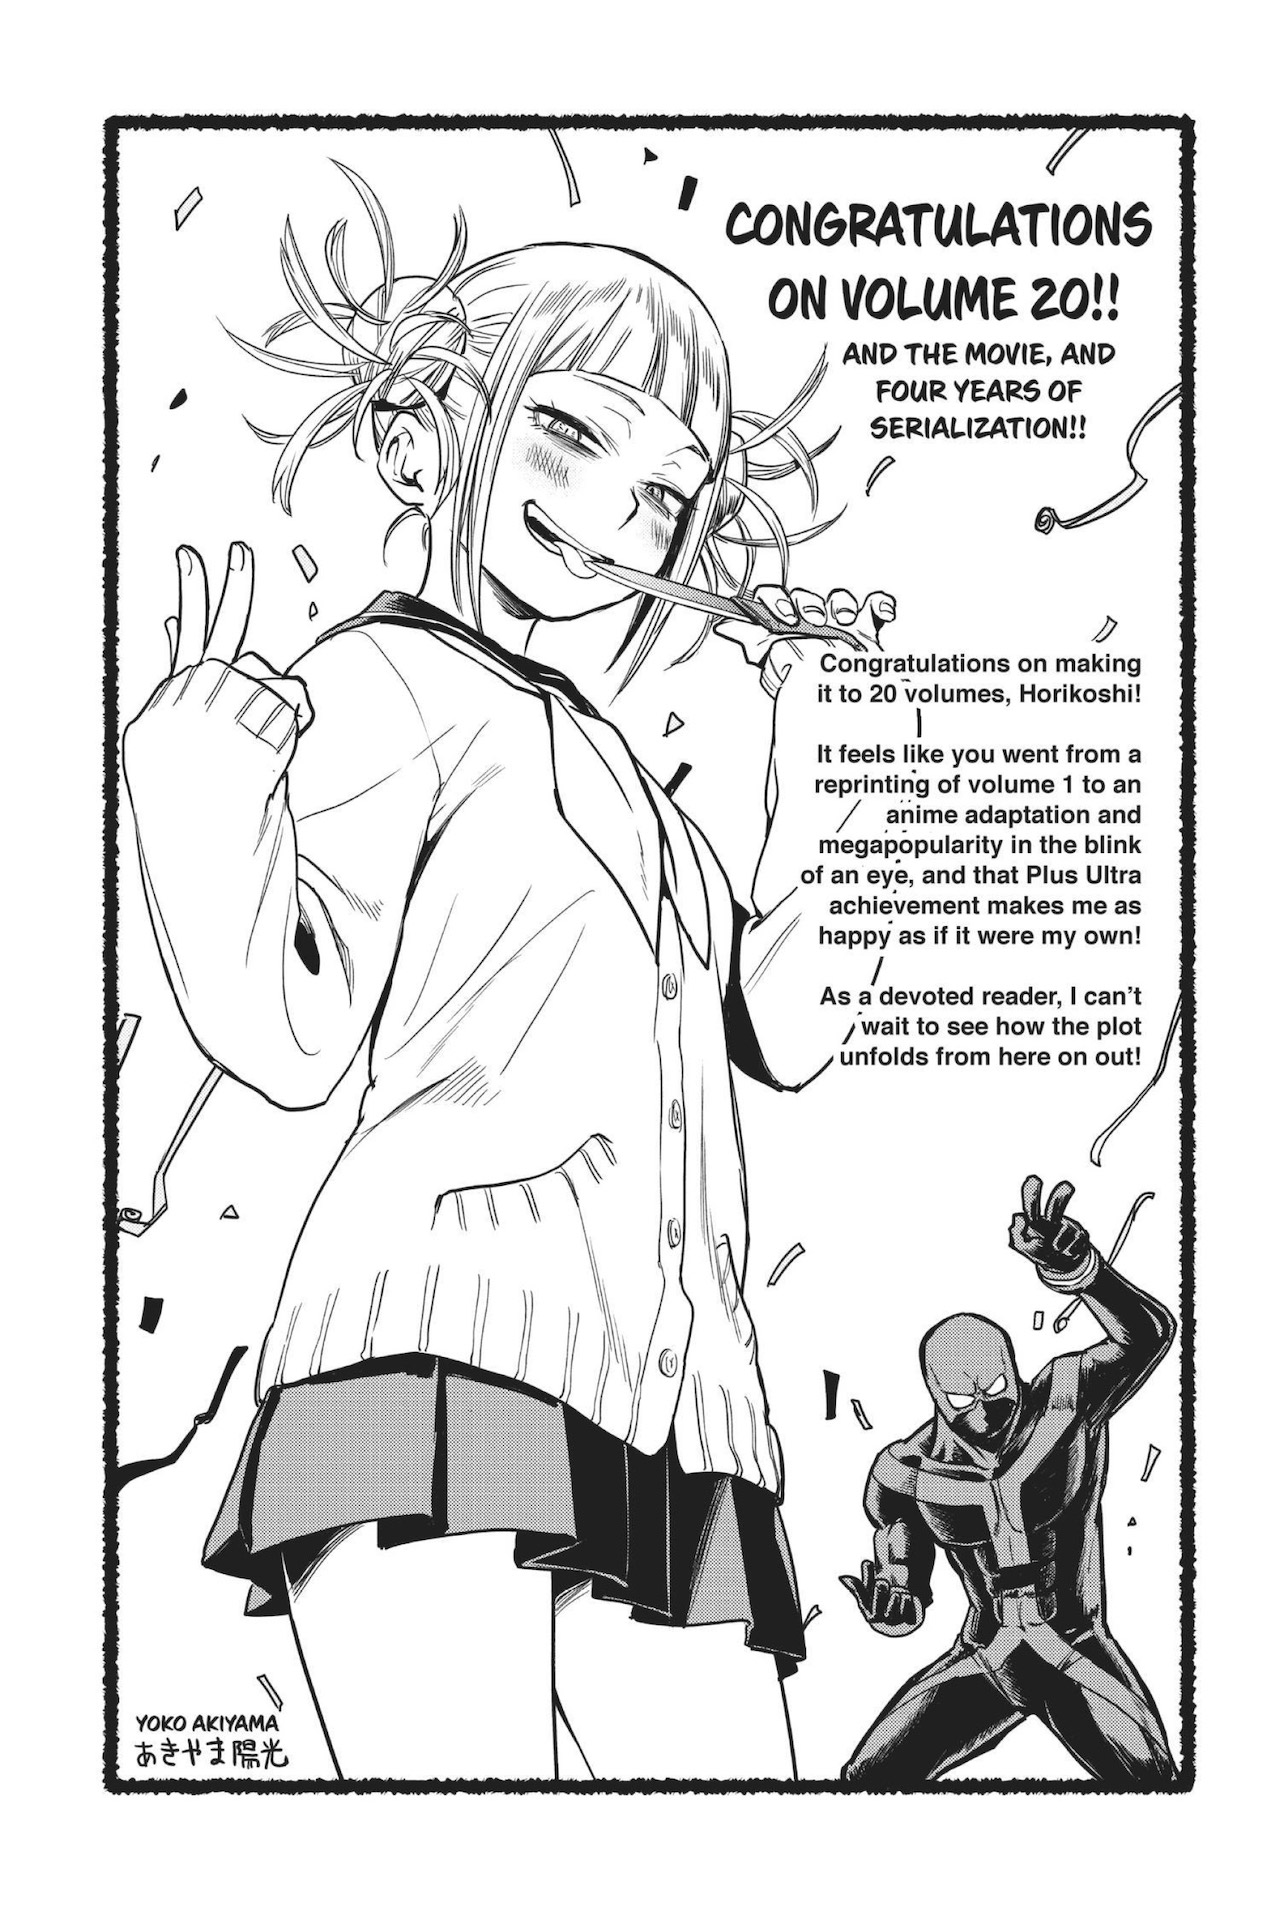 CONGRATULATIONS
ON VOLUME 20!!
AND THE MOVIE, AND
FOUR YEARS OF
SERIALIZATION!!
Congratulations on making
it to 20 volumes, Horikoshi!
It feels like you went from a
reprinting of volume 1 to an
anime adaptation and
megapopularity in the blink
of an eye, and that Plus Ultra
achievement makes me as
happy as if it were my own!
As a devoted reader, I can't
wait to see how the plot
unfolds from here on out!
YOKO AKIYAMA
あきやま陽光